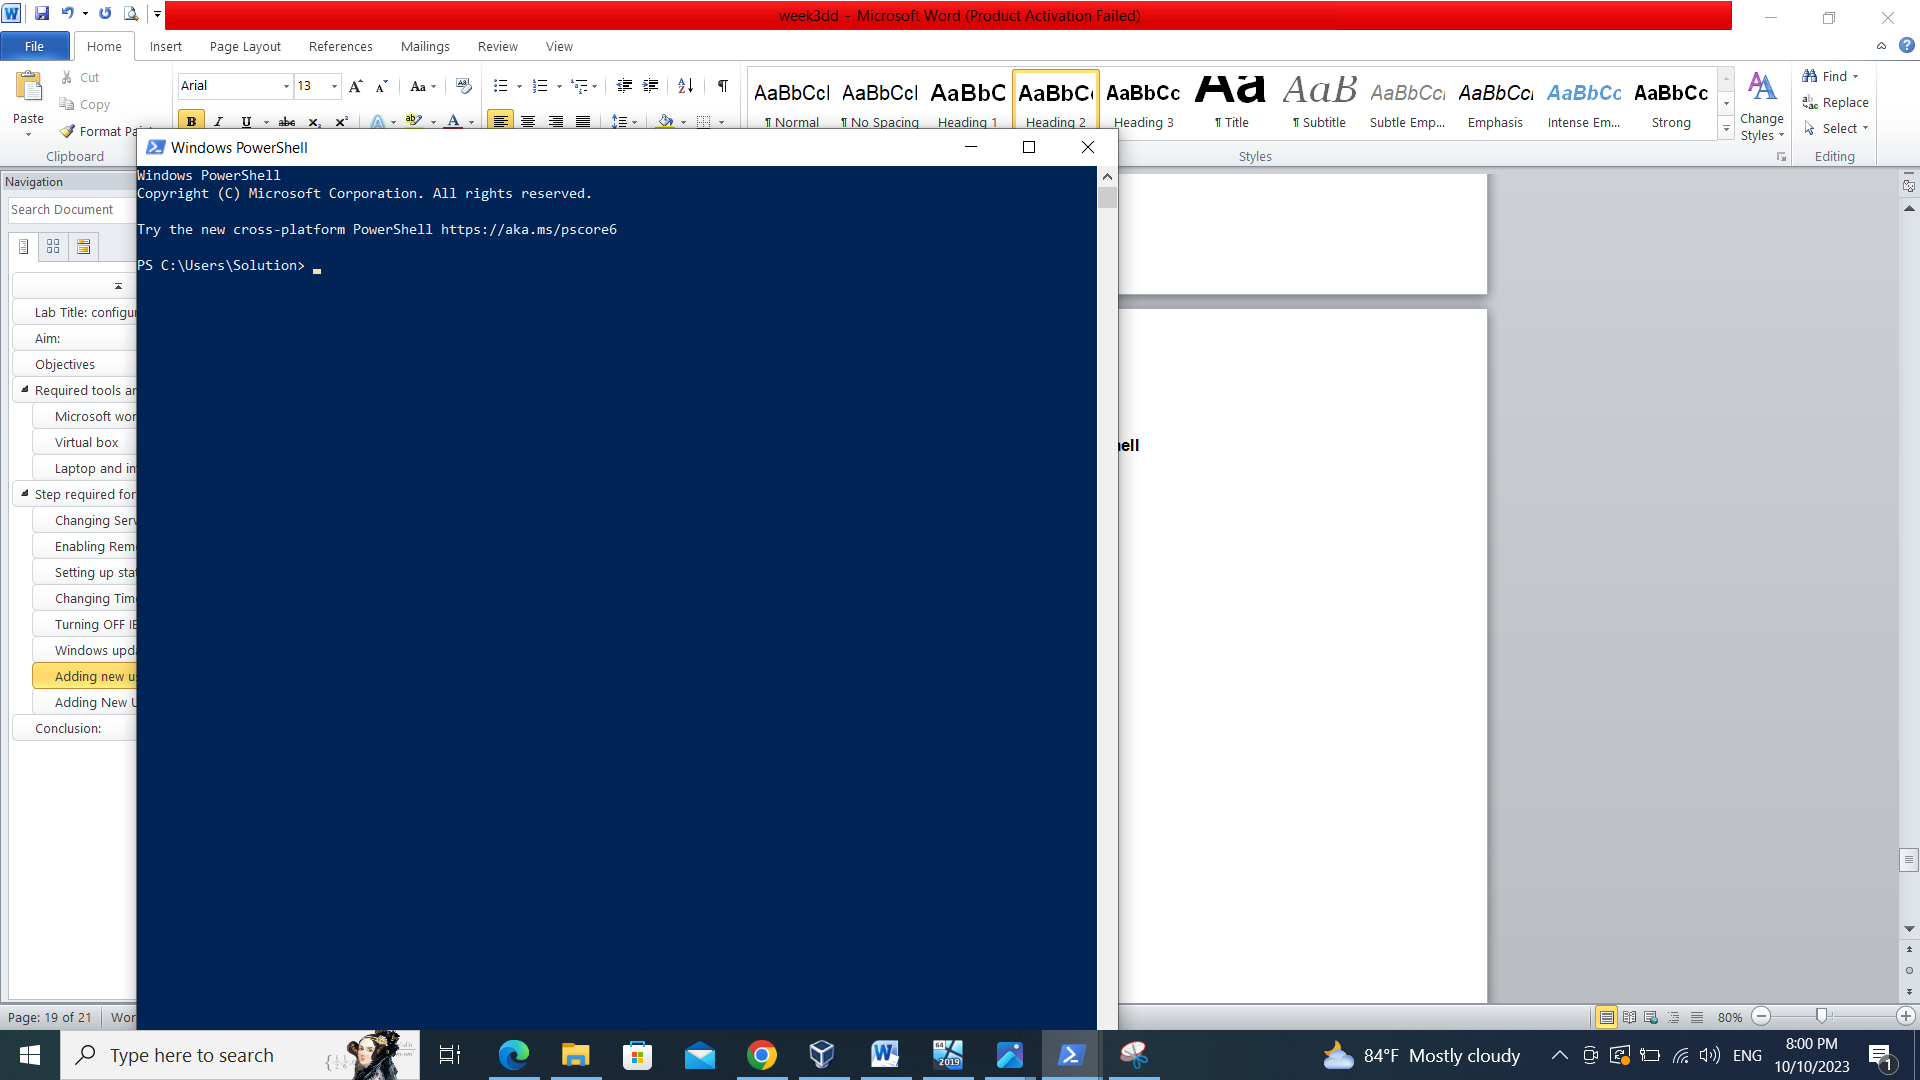 week3dd - Microsoft Word (Product Activation Failed)
File Home Insert Page Layout References Mailings Review View
Paste
Cut
Copy
Format Pa
Clipboard
Arial 13
AaBbCcI ¶ Normal
AaBbCcI ¶ No Spacing
AaBbC Heading 1
AaBbC Heading 2
AaBbCc Heading 3
Aa ¶ Title
AaB ¶ Subtitle
AaBbCcI Subtle Emp...
AaBbCcI Emphasis
AaBbCc Intense Em...
AaBbCc Strong
Change Styles
Styles
Find
Replace
Select
Editing
Windows PowerShell
Windows PowerShell
Copyright (C) Microsoft Corporation. All rights reserved.
Try the new cross-platform PowerShell https://aka.ms/pscore6
PS C:\Users\Solution>
Navigation
Search Document
Lab Title: configu
Aim:
Objectives
Required tools a
Microsoft wor
Virtual box
Laptop and in
Step required for
Changing Serv
Enabling Rem
Setting up sta
Changing Tim
Turning OFF IE
Windows upda
Adding new u
Adding New U
Conclusion:
ell
Page: 19 of 21 Wor
80%
Type here to search
84°F Mostly cloudy
ENG
8:00 PM
10/10/2023
1